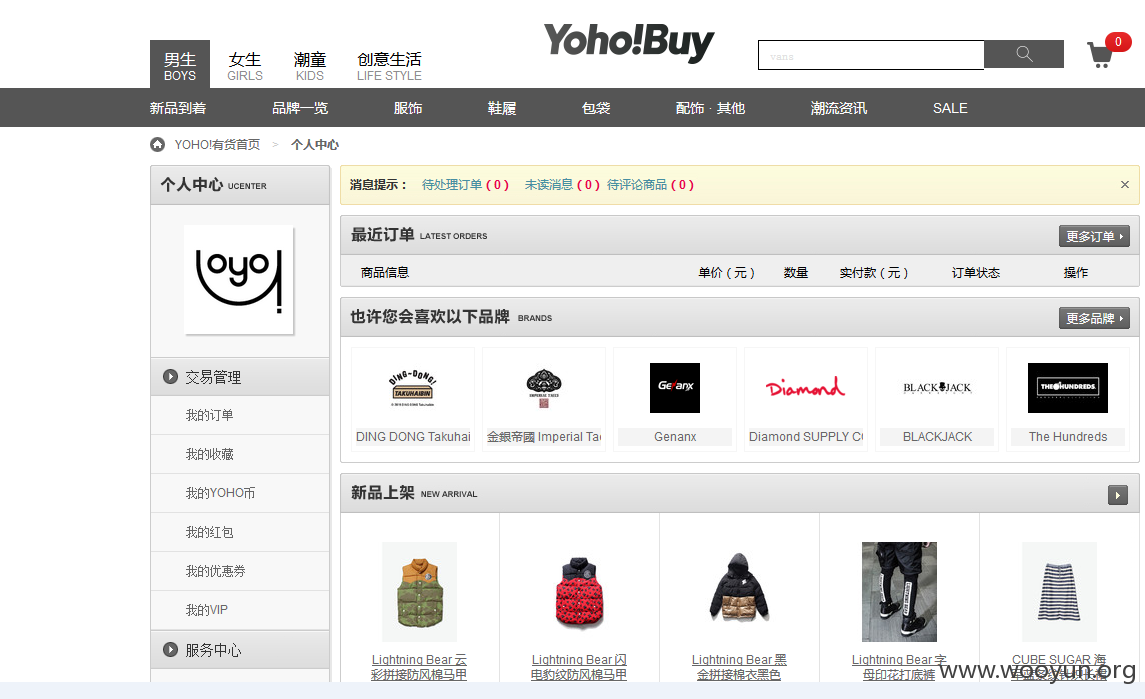 Yoho!Buy
男生
BOYS
女生
GIRLS
潮童
KIDS
创意生活
LIFE STYLE
vans
0
新品到着 品牌一览 服饰 鞋履 包袋 配饰 · 其他 潮流资讯 SALE
YOHO!有货首页 > 个人中心
个人中心 UCENTER
交易管理
我的订单
我的收藏
我的YOHO币
我的红包
我的优惠券
我的VIP
服务中心
消息提示： 待处理订单 ( 0 ) 未读消息 ( 0 ) 待评论商品 ( 0 ) ×
最近订单 LATEST ORDERS 更多订单
商品信息 单价（元） 数量 实付款（元） 订单状态 操作
也许您会喜欢以下品牌 BRANDS 更多品牌
DING-DONG!
TAKUHAIBIN
IMPERIAL TAELS
Genanx
Diamond
BLACK JACK
THE HUNDREDS
DING DONG Takuhai 金銀帝國 Imperial Tae Genanx Diamond SUPPLY CO BLACKJACK The Hundreds
新品上架 NEW ARRIVAL
Lightning Bear 云
彩拼接防风棉马甲
Lightning Bear 闪
电豹纹防风棉马甲
Lightning Bear 黑
金拼接棉衣黑色
Lightning Bear 字
母印花打底裤
CUBE SUGAR 海
www.wooyun.org